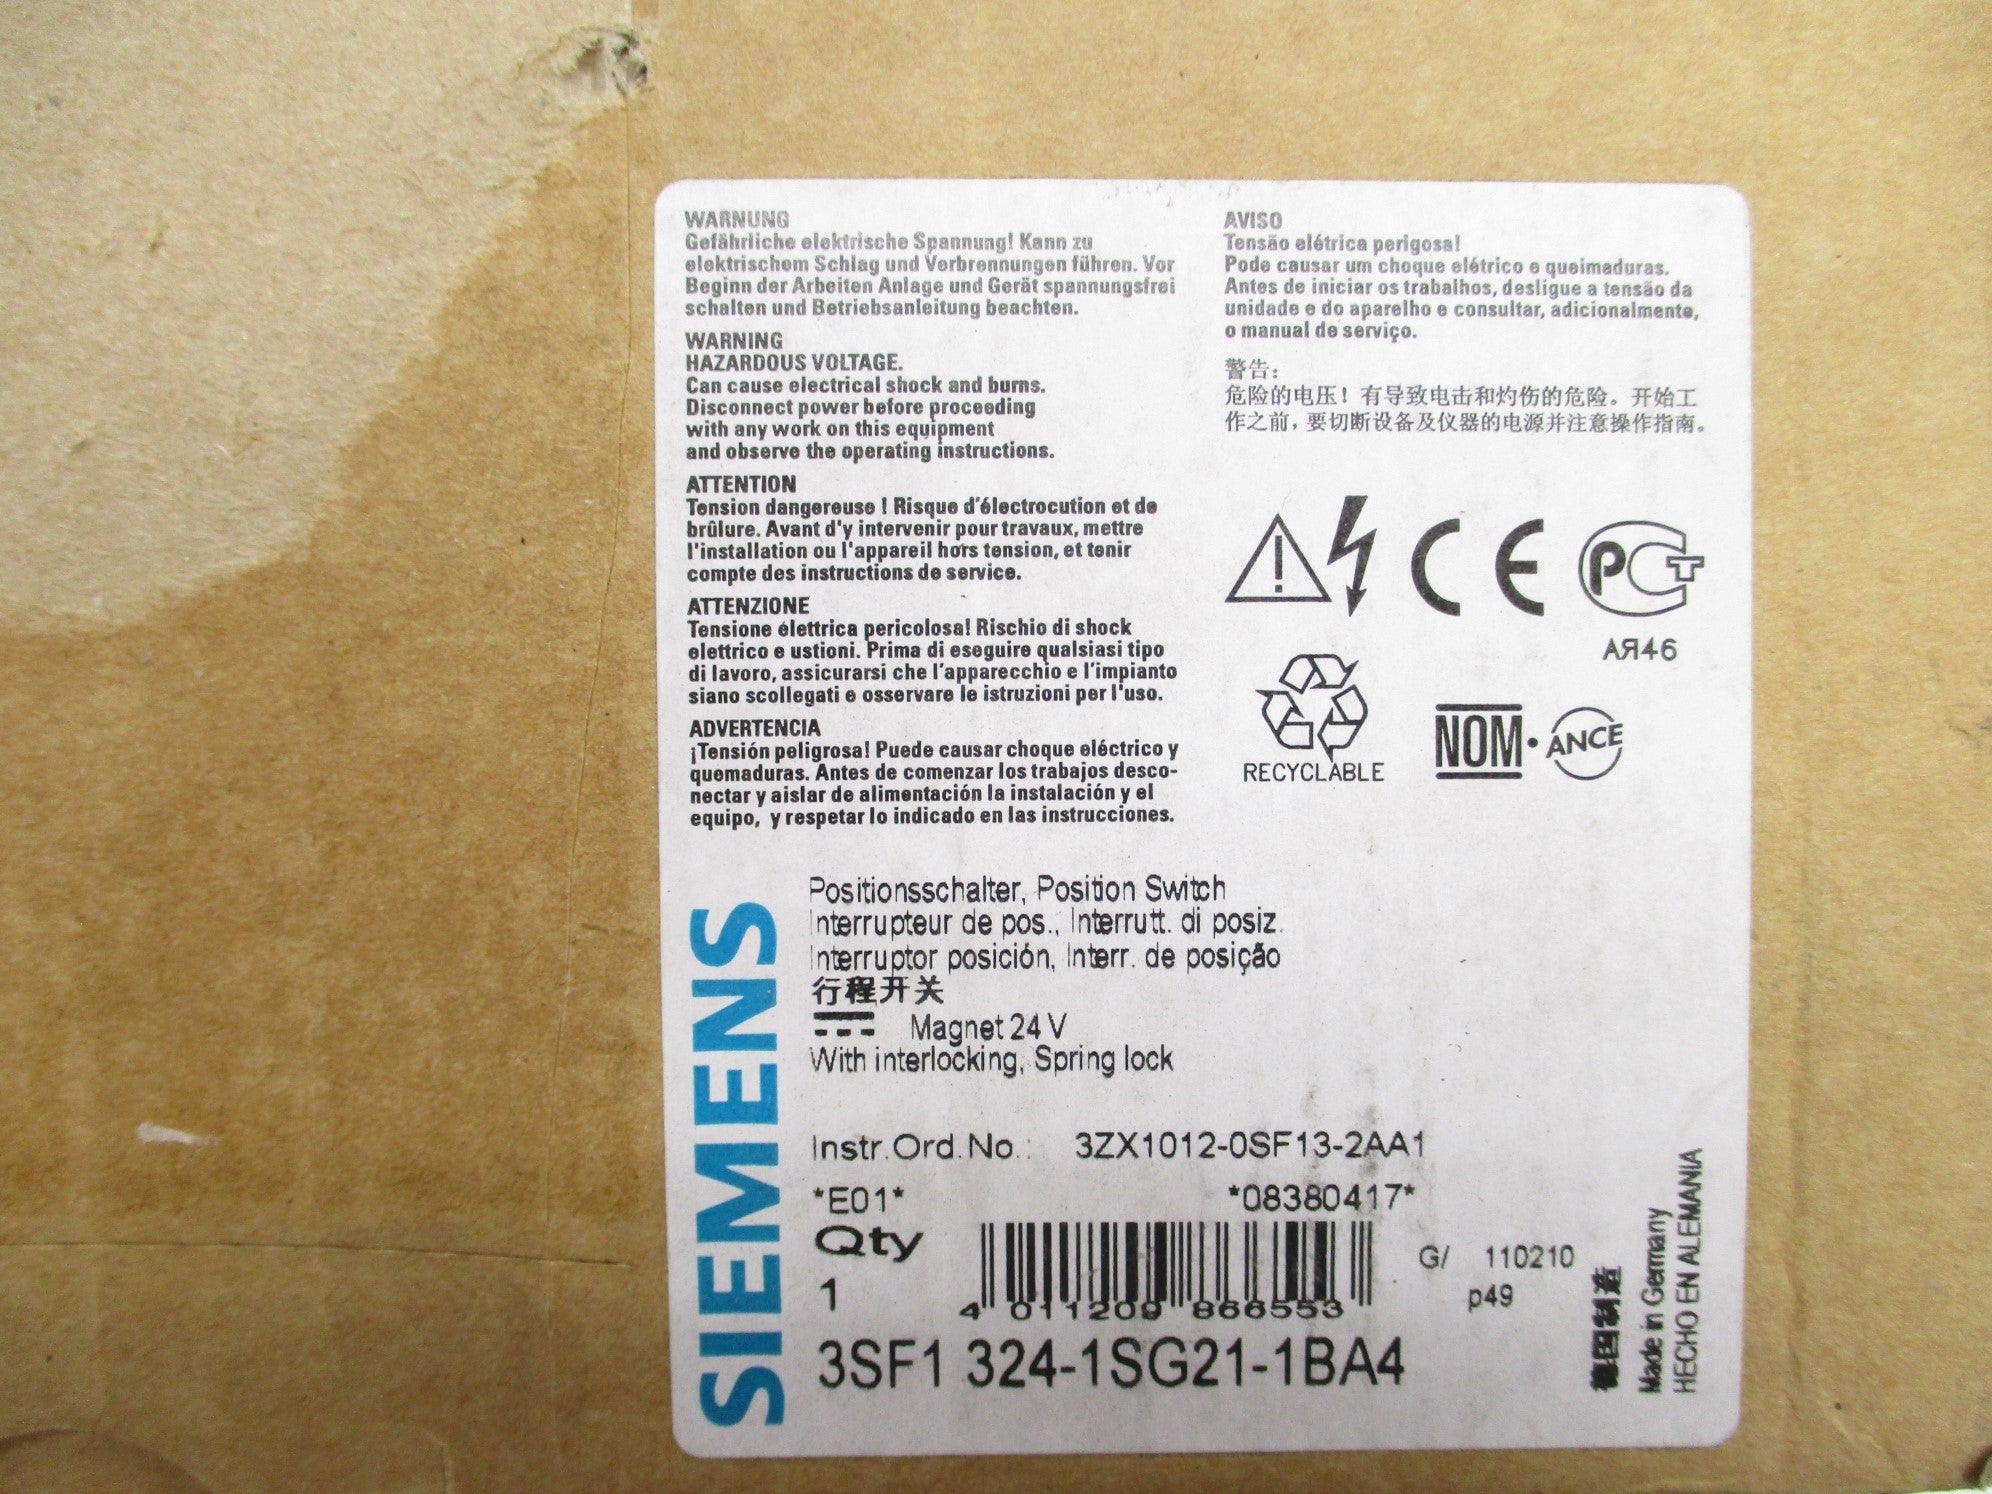 WARNUNG
Gefährliche elektrische Spannung! Kann zu
elektrischem Schlag und Verbrennungen führen. Vor
Beginn der Arbeiten Anlage und Gerät spannungsfrei
schalten und Betriebsanleitung beachten.
WARNING
HAZARDOUS VOLTAGE.
Can cause electrical shock and burns.
Disconnect power before proceeding
with any work on this equipment
and observe the operating instructions.
ATTENTION
Tension dangereuse ! Risque d'électrocution et de
brûlure. Avant d'y intervenir pour travaux, mettre
l'installation ou l'appareil hors tension, et tenir
compte des instructions de service.
ATTENZIONE
Tensione elettrica pericolosa! Rischio di shock
elettrico e ustioni. Prima di eseguire qualsiasi tipo
di lavoro, assicurarsi che l'apparecchio e l'impianto
siano scollegati e osservare le istruzioni per l'uso.
ADVERTENCIA
¡Tensión peligrosa! Puede causar choque eléctrico y
quemaduras. Antes de comenzar los trabajos desco-
nectar y aislar de alimentación la instalación y el
equipo, y respetar lo indicado en las instrucciones.
AVISO
Tensão elétrica perigosa!
Pode causar um choque elétrico e queimaduras.
Antes de iniciar os trabalhos, desligue a tensão da
unidade e do aparelho e consultar, adicionalmente,
o manual de serviço.
警告：
危险的电压！有导致电击和灼伤的危险。开始工
作之前，要切断设备及仪器的电源并注意操作指南。
CE
PCT
АЯ46
RECYCLABLE
NOM · ANCE
SIEMENS
Positionsschalter, Position Switch
Interrupteur de pos., Interrutt. di posiz.
Interruptor posición, Interr. de posição
行程开关
Magnet 24 V
With interlocking, Spring lock
Instr.Ord.No.: 3ZX1012-0SF13-2AA1
*E01* *08380417*
Qty
1
4 011209 866553
G/ 110210
p49
3SF1 324-1SG21-1BA4
德国制造
Made in Germany
HECHO EN ALEMANIA